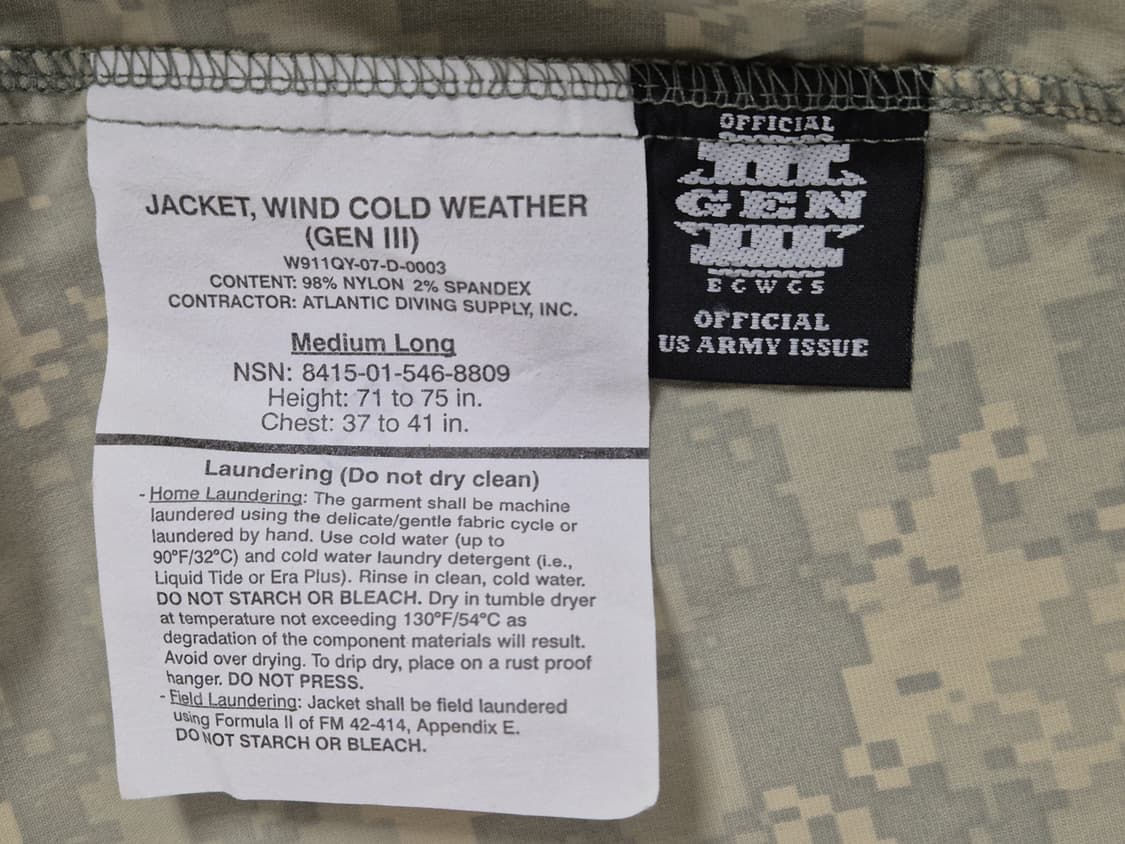 JACKET, WIND COLD WEATHER
(GEN III)
W911QY-07-D-0003
CONTENT: 98% NYLON 2% SPANDEX
CONTRACTOR: ATLANTIC DIVING SUPPLY, INC.
Medium Long
NSN: 8415-01-546-8809
Height: 71 to 75 in.
Chest: 37 to 41 in.
Laundering (Do not dry clean)
- Home Laundering: The garment shall be machine
laundered using the delicate/gentle fabric cycle or
laundered by hand. Use cold water (up to
90°F/32°C) and cold water laundry detergent (i.e.,
Liquid Tide or Era Plus). Rinse in clean, cold water.
DO NOT STARCH OR BLEACH. Dry in tumble dryer
at temperature not exceeding 130°F/54°C as
degradation of the component materials will result.
Avoid over drying. To drip dry, place on a rust proof
hanger. DO NOT PRESS.
- Field Laundering: Jacket shall be field laundered
using Formula II of FM 42-414, Appendix E.
DO NOT STARCH OR BLEACH.
OFFICIAL
III
GEN
III
ECWCS
OFFICIAL
US ARMY ISSUE